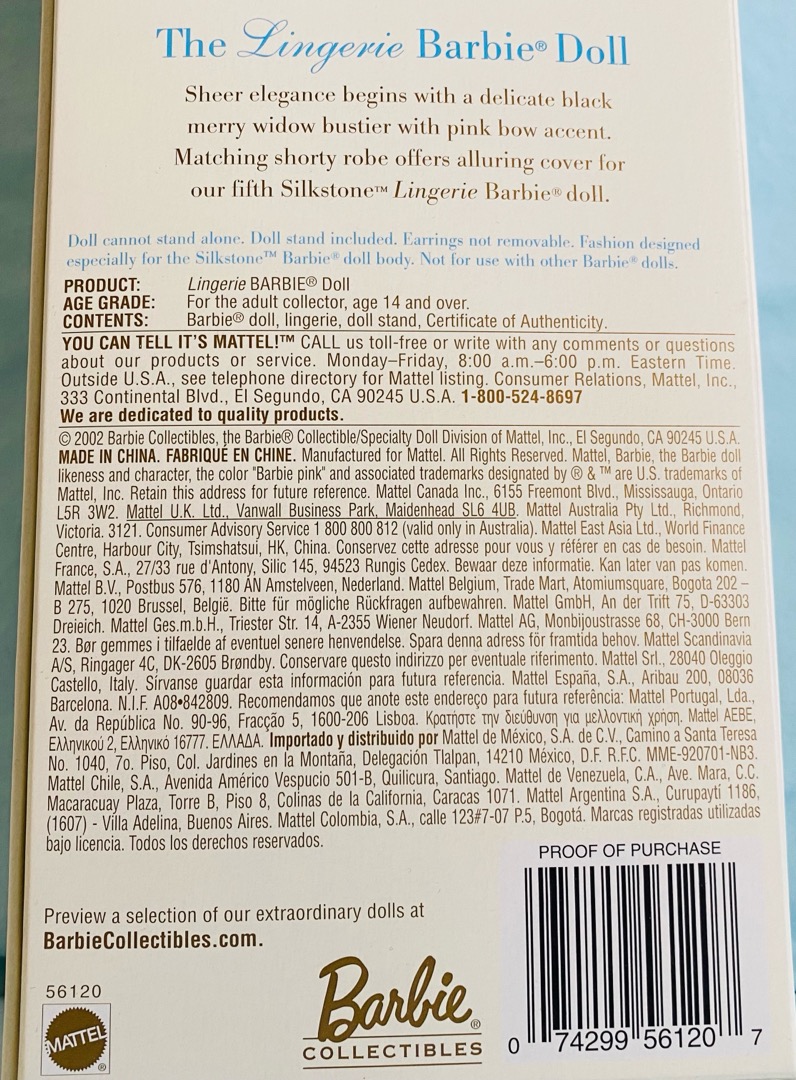 The Lingerie Barbie® Doll
Sheer elegance begins with a delicate black
merry widow bustier with pink bow accent.
Matching shorty robe offers alluring cover for
our fifth Silkstone™ Lingerie Barbie® doll.
Doll cannot stand alone. Doll stand included. Earrings not removable. Fashion designed
especially for the Silkstone™ Barbie® doll body. Not for use with other Barbie® dolls.
PRODUCT: Lingerie BARBIE® Doll
AGE GRADE: For the adult collector, age 14 and over.
CONTENTS: Barbie® doll, lingerie, doll stand, Certificate of Authenticity.
YOU CAN TELL IT'S MATTEL!™ CALL us toll-free or write with any comments or questions
about our products or service. Monday–Friday, 8:00 a.m.–6:00 p.m. Eastern Time.
Outside U.S.A., see telephone directory for Mattel listing. Consumer Relations, Mattel, Inc.,
333 Continental Blvd., El Segundo, CA 90245 U.S.A. 1-800-524-8697
We are dedicated to quality products.
© 2002 Barbie Collectibles, the Barbie® Collectible/Specialty Doll Division of Mattel, Inc., El Segundo, CA 90245 U.S.A.
MADE IN CHINA. FABRIQUÉ EN CHINE. Manufactured for Mattel. All Rights Reserved. Mattel, Barbie, the Barbie doll
likeness and character, the color "Barbie pink" and associated trademarks designated by ® & ™ are U.S. trademarks of
Mattel, Inc. Retain this address for future reference. Mattel Canada Inc., 6155 Freemont Blvd., Mississauga, Ontario
L5R 3W2. Mattel U.K. Ltd., Vanwall Business Park, Maidenhead SL6 4UB. Mattel Australia Pty Ltd., Richmond,
Victoria. 3121. Consumer Advisory Service 1 800 800 812 (valid only in Australia). Mattel East Asia Ltd., World Finance
Centre, Harbour City, Tsimshatsui, HK, China. Conservez cette adresse pour vous y référer en cas de besoin. Mattel
France, S.A., 27/33 rue d'Antony, Silic 145, 94523 Rungis Cedex. Bewaar deze informatie. Kan later van pas komen.
Mattel B.V., Postbus 576, 1180 AN Amstelveen, Nederland. Mattel Belgium, Trade Mart, Atomiumsquare, Bogota 202 –
B 275, 1020 Brussel, België. Bitte für mögliche Rückfragen aufbewahren. Mattel GmbH, An der Trift 75, D-63303
Dreieich. Mattel Ges.m.b.H., Triester Str. 14, A-2355 Wiener Neudorf. Mattel AG, Monbijoustrasse 68, CH-3000 Bern
23. Bør gemmes i tilfaelde af eventuel senere henvendelse. Spara denna adress för framtida behov. Mattel Scandinavia
A/S, Ringager 4C, DK-2605 Brøndby. Conservare questo indirizzo per eventuale riferimento. Mattel Srl., 28040 Oleggio
Castello, Italy. Sírvanse guardar esta información para futura referencia. Mattel España, S.A., Aribau 200, 08036
Barcelona. N.I.F. A08•842809. Recomendamos que anote este endereço para futura referência: Mattel Portugal, Lda.,
Av. da República No. 90-96, Fracção 5, 1600-206 Lisboa. Κρατήστε την διεύθυνση για μελλοντική χρήση. Mattel AEBE,
Ελληνικού 2, Ελληνικό 16777. ΕΛΛΑΔΑ. Importado y distribuido por Mattel de México, S.A. de C.V., Camino a Santa Teresa
No. 1040, 7o. Piso, Col. Jardines en la Montaña, Delegación Tlalpan, 14210 México, D.F. R.F.C. MME-920701-NB3.
Mattel Chile, S.A., Avenida Américo Vespucio 501-B, Quilicura, Santiago. Mattel de Venezuela, C.A., Ave. Mara, C.C.
Macaracuay Plaza, Torre B, Piso 8, Colinas de la California, Caracas 1071. Mattel Argentina S.A., Curupaytí 1186,
(1607) - Villa Adelina, Buenos Aires. Mattel Colombia, S.A., calle 123#7-07 P.5, Bogotá. Marcas registradas utilizadas
bajo licencia. Todos los derechos reservados.
PROOF OF PURCHASE
Preview a selection of our extraordinary dolls at
BarbieCollectibles.com.
56120
MATTEL®
Barbie®
COLLECTIBLES
0 74299 56120 7